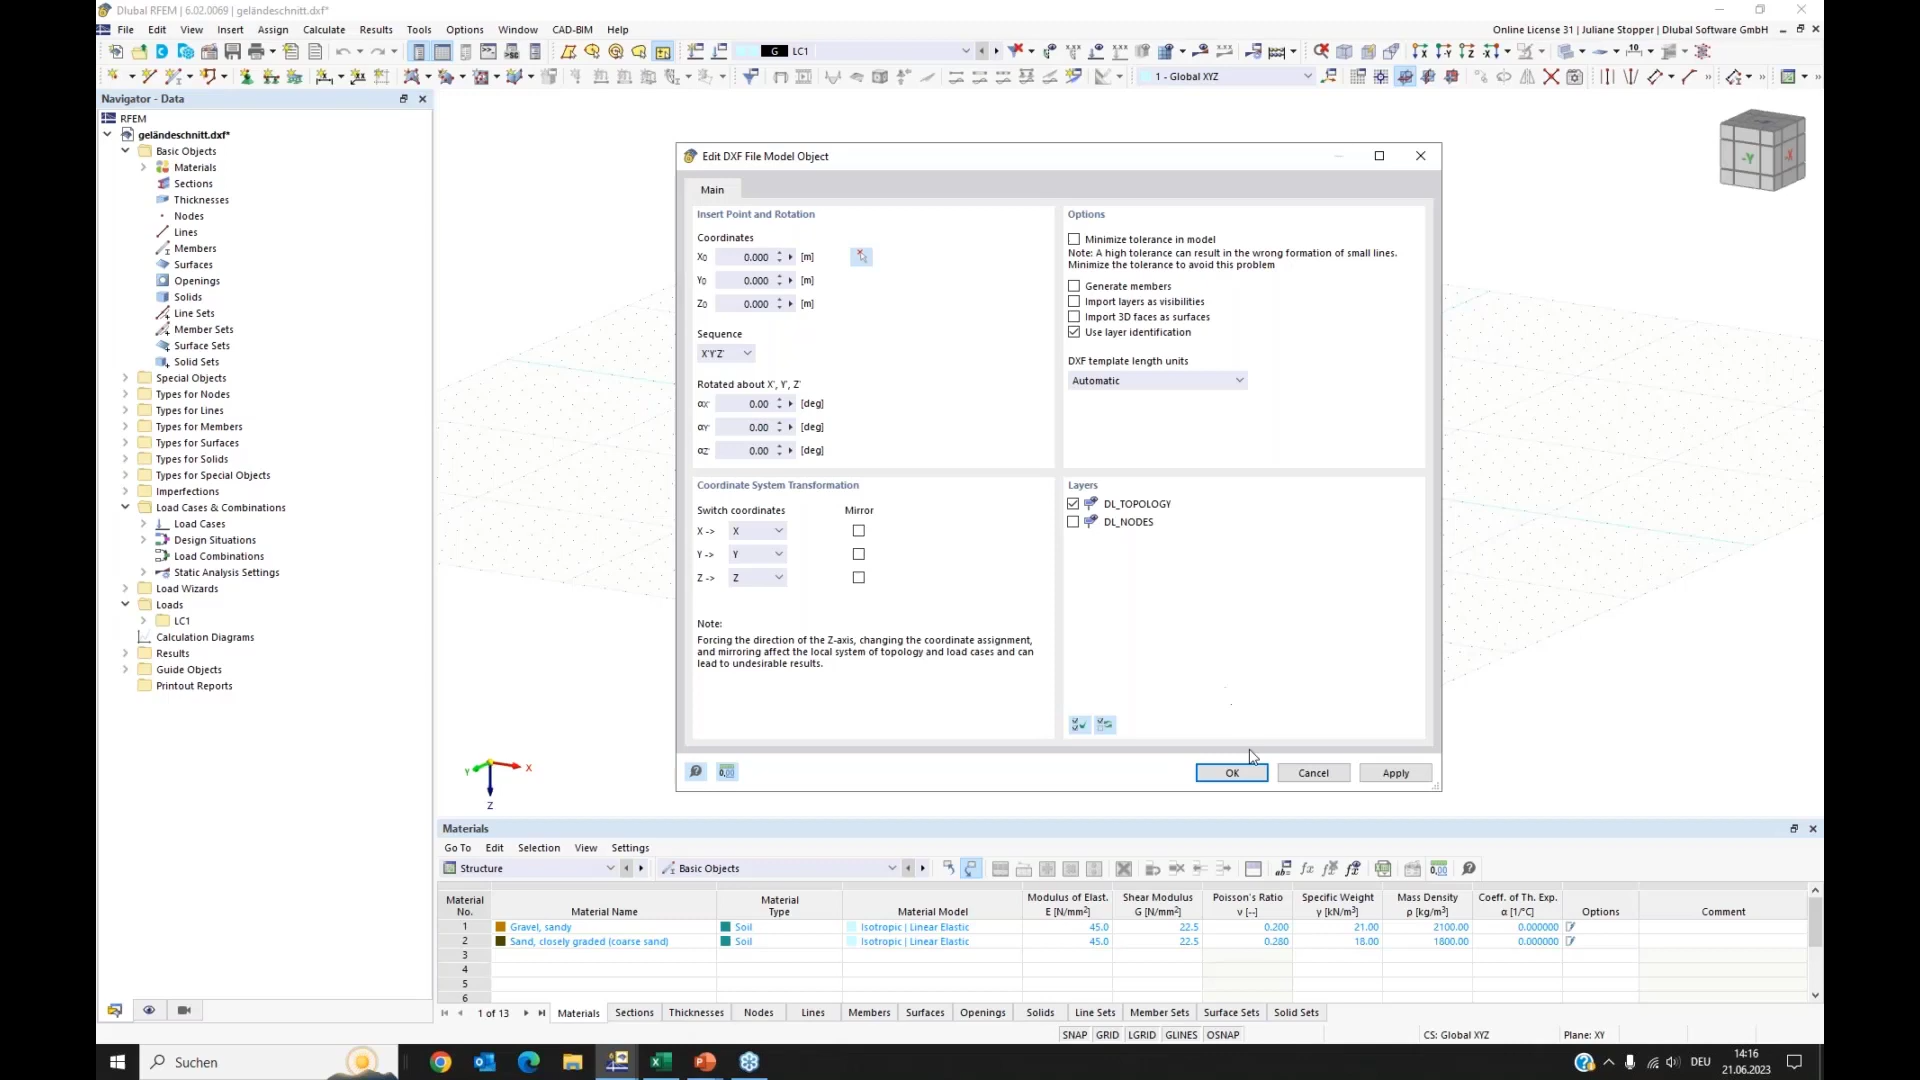 Dlubal RFEM | 6.02.0069 | geländeschnitt.dxf*
File Edit View Insert Assign Calculate Results Tools Options Window CAD-BIM Help
Online License 31 | Juliane Stopper | Dlubal Software GmbH
G LC1
1 - Global XYZ
Navigator - Data
RFEM
geländeschnitt.dxf*
Basic Objects
Materials
Sections
Thicknesses
Nodes
Lines
Members
Surfaces
Openings
Solids
Line Sets
Member Sets
Surface Sets
Solid Sets
Special Objects
Types for Nodes
Types for Lines
Types for Members
Types for Surfaces
Types for Solids
Types for Special Objects
Imperfections
Load Cases & Combinations
Load Cases
Design Situations
Load Combinations
Static Analysis Settings
Load Wizards
Loads
LC1
Calculation Diagrams
Results
Guide Objects
Printout Reports
-Y
-X
Y X
Z
Edit DXF File Model Object
Main
Insert Point and Rotation
Coordinates
X0 0.000 [m]
Y0 0.000 [m]
Z0 0.000 [m]
Sequence
X'Y'Z'
Rotated about X', Y', Z'
αX' 0.00 [deg]
αY' 0.00 [deg]
αZ' 0.00 [deg]
Coordinate System Transformation
Switch coordinates Mirror
X -> X
Y -> Y
Z -> Z
Note:
Forcing the direction of the Z-axis, changing the coordinate assignment,
and mirroring affect the local system of topology and load cases and can
lead to undesirable results.
Options
Minimize tolerance in model
Note: A high tolerance can result in the wrong formation of small lines.
Minimize the tolerance to avoid this problem
Generate members
Import layers as visibilities
Import 3D faces as surfaces
Use layer identification
DXF template length units
Automatic
Layers
DL_TOPOLOGY
DL_NODES
OK Cancel Apply
Materials
Go To Edit Selection View Settings
Structure Basic Objects
Material No. Material Name Material Type Material Model Modulus of Elast. E [N/mm²] Shear Modulus G [N/mm²] Poisson's Ratio ν [--] Specific Weight γ [kN/m³] Mass Density ρ [kg/m³] Coeff. of Th. Exp. α [1/°C] Options Comment
1 Gravel, sandy Soil Isotropic | Linear Elastic 45.0 22.5 0.200 21.00 2100.00 0.000000
2 Sand, closely graded (coarse sand) Soil Isotropic | Linear Elastic 45.0 22.5 0.280 18.00 1800.00 0.000000
3
4
5
6
1 of 13 Materials Sections Thicknesses Nodes Lines Members Surfaces Openings Solids Line Sets Member Sets Surface Sets Solid Sets
SNAP GRID LGRID GLINES OSNAP CS: Global XYZ Plane: XY
Suchen
DEU
14:16
21.06.2023